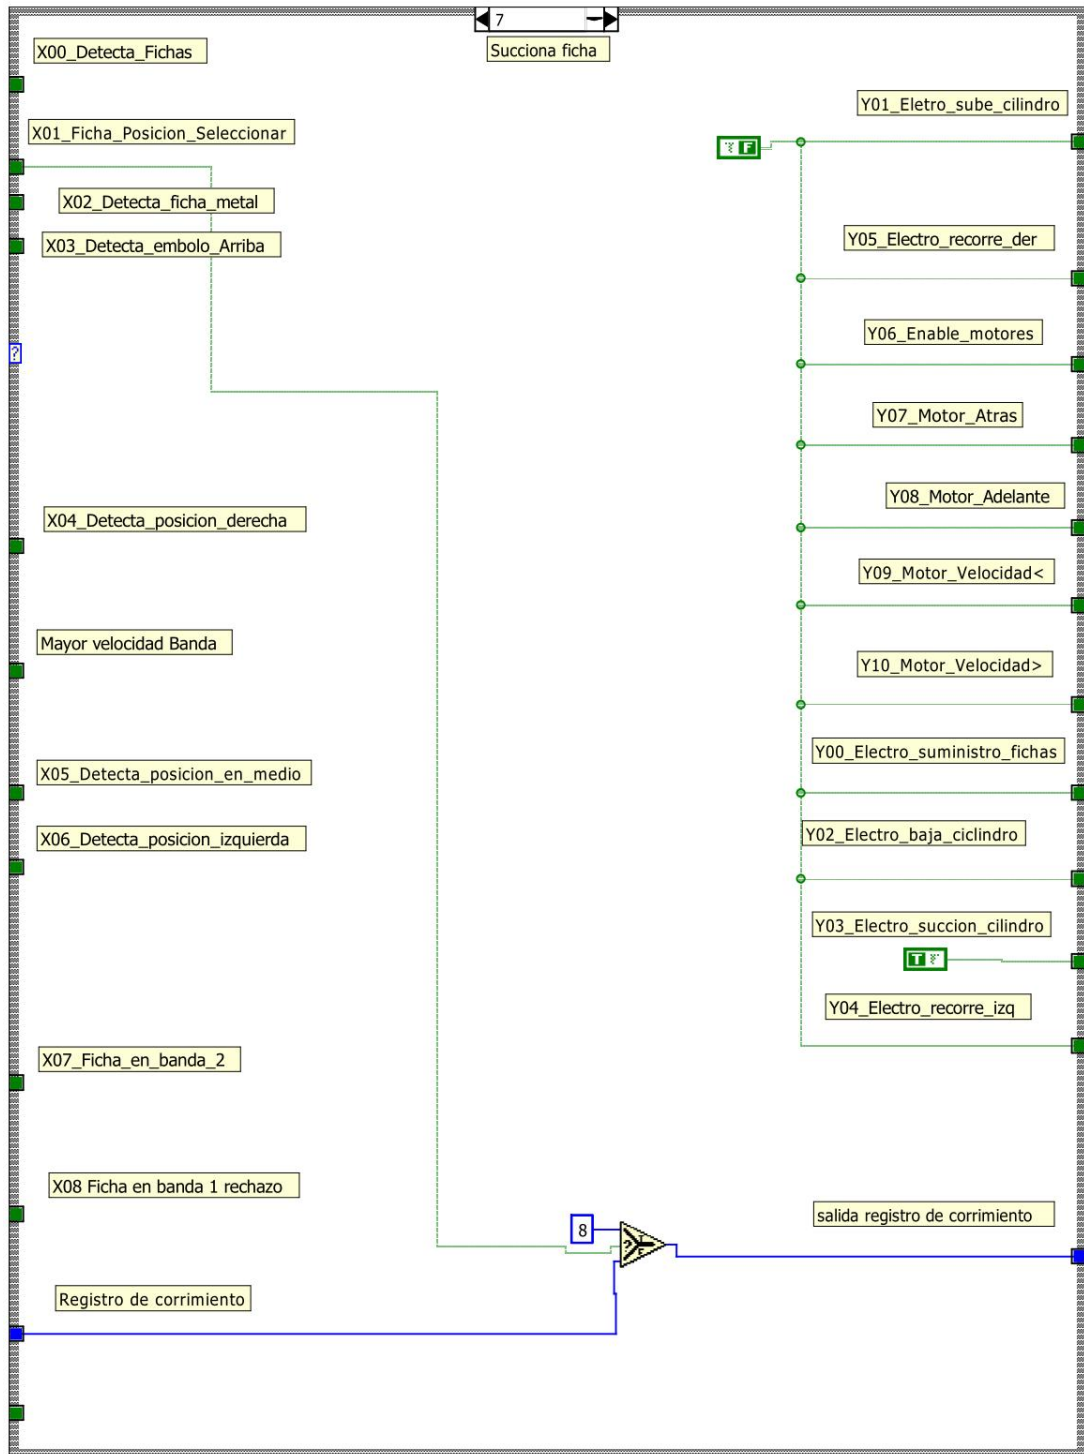 7
Succiona ficha
X00_Detecta_Fichas
Y01_Eletro_sube_cilindro
X01_Ficha_Posicion_Seleccionar
F
X02_Detecta_ficha_metal
X03_Detecta_embolo_Arriba
Y05_Electro_recorre_der
Y06_Enable_motores
?
Y07_Motor_Atras
Y08_Motor_Adelante
X04_Detecta_posicion_derecha
Y09_Motor_Velocidad<
Mayor velocidad Banda
Y10_Motor_Velocidad>
Y00_Electro_suministro_fichas
X05_Detecta_posicion_en_medio
X06_Detecta_posicion_izquierda
Y02_Electro_baja_ciclindro
Y03_Electro_succion_cilindro
T
Y04_Electro_recorre_izq
X07_Ficha_en_banda_2
X08 Ficha en banda 1 rechazo
salida registro de corrimiento
8
T
?
F
Registro de corrimiento